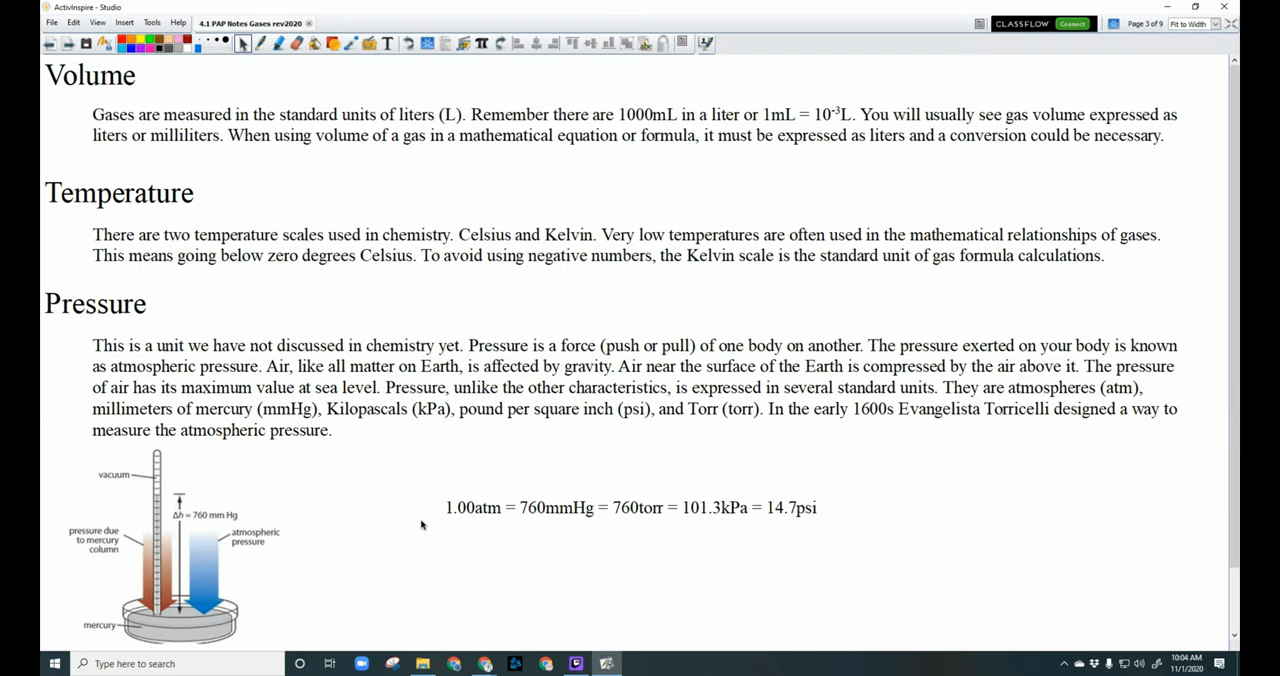 ActivInspire - Studio
File Edit View Insert Tools Help 4.1 PAP Notes Gases rev2020
CLASSFLOW Connect Page 3 of 9 Fit to Width
Volume
Gases are measured in the standard units of liters (L). Remember there are 1000mL in a liter or 1mL = 10⁻³L. You will usually see gas volume expressed as
liters or milliliters. When using volume of a gas in a mathematical equation or formula, it must be expressed as liters and a conversion could be necessary.
Temperature
There are two temperature scales used in chemistry. Celsius and Kelvin. Very low temperatures are often used in the mathematical relationships of gases.
This means going below zero degrees Celsius. To avoid using negative numbers, the Kelvin scale is the standard unit of gas formula calculations.
Pressure
This is a unit we have not discussed in chemistry yet. Pressure is a force (push or pull) of one body on another. The pressure exerted on your body is known
as atmospheric pressure. Air, like all matter on Earth, is affected by gravity. Air near the surface of the Earth is compressed by the air above it. The pressure
of air has its maximum value at sea level. Pressure, unlike the other characteristics, is expressed in several standard units. They are atmospheres (atm),
millimeters of mercury (mmHg), Kilopascals (kPa), pound per square inch (psi), and Torr (torr). In the early 1600s Evangelista Torricelli designed a way to
measure the atmospheric pressure.
vacuum
Δh = 760 mm Hg
pressure due
to mercury
column
atmospheric
pressure
mercury
1.00atm = 760mmHg = 760torr = 101.3kPa = 14.7psi
Type here to search
10:04 AM
11/1/2020